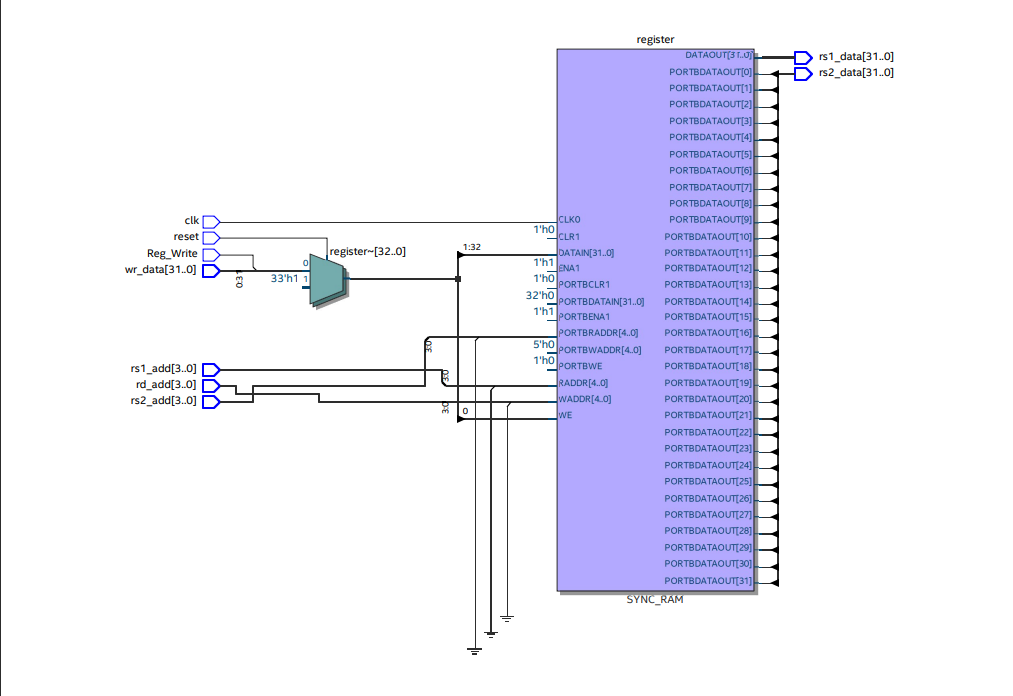 register
DATAOUT[31..0]
rs1_data[31..0]
PORTBDATAOUT[0]
rs2_data[31..0]
PORTBDATAOUT[1]
PORTBDATAOUT[2]
PORTBDATAOUT[3]
PORTBDATAOUT[4]
PORTBDATAOUT[5]
PORTBDATAOUT[6]
PORTBDATAOUT[7]
PORTBDATAOUT[8]
PORTBDATAOUT[9]
PORTBDATAOUT[10]
PORTBDATAOUT[11]
PORTBDATAOUT[12]
PORTBDATAOUT[13]
PORTBDATAOUT[14]
PORTBDATAOUT[15]
PORTBDATAOUT[16]
PORTBDATAOUT[17]
PORTBDATAOUT[18]
PORTBDATAOUT[19]
PORTBDATAOUT[20]
PORTBDATAOUT[21]
PORTBDATAOUT[22]
PORTBDATAOUT[23]
PORTBDATAOUT[24]
PORTBDATAOUT[25]
PORTBDATAOUT[26]
PORTBDATAOUT[27]
PORTBDATAOUT[28]
PORTBDATAOUT[29]
PORTBDATAOUT[30]
PORTBDATAOUT[31]
clk
reset
Reg_Write
wr_data[31..0]
0:31
register~[32..0]
0
33'h1
1
1:32
CLK0
1'h0
CLR1
DATAIN[31..0]
1'h1
ENA1
1'h0
PORTBCLR1
32'h0
PORTBDATAIN[31..0]
1'h1
PORTBENA1
PORTBRADDR[4..0]
5'h0
PORTBWADDR[4..0]
1'h0
PORTBWE
RADDR[4..0]
WADDR[4..0]
0
WE
3:0
3:0
3:0
rs1_add[3..0]
rd_add[3..0]
rs2_add[3..0]
SYNC_RAM